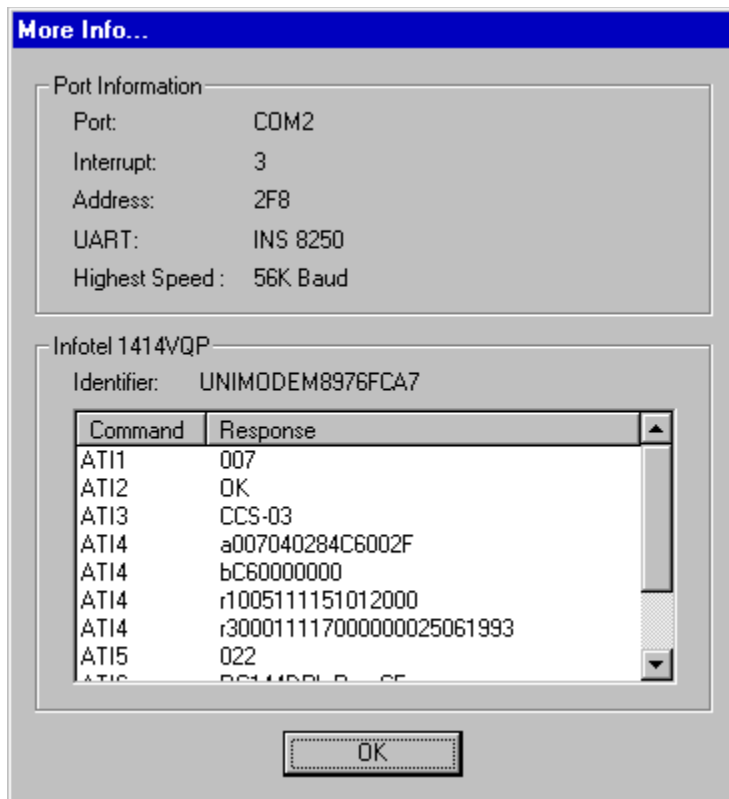 More Info...
Port Information
Port: COM2
Interrupt: 3
Address: 2F8
UART: INS 8250
Highest Speed : 56K Baud
Infotel 1414VQP
Identifier: UNIMODEM8976FCA7
Command Response
ATI1 007
ATI2 OK
ATI3 CCS-03
ATI4 a007040284C6002F
ATI4 bC60000000
ATI4 r1005111151012000
ATI4 r3000111170000000025061993
ATI5 022
OK